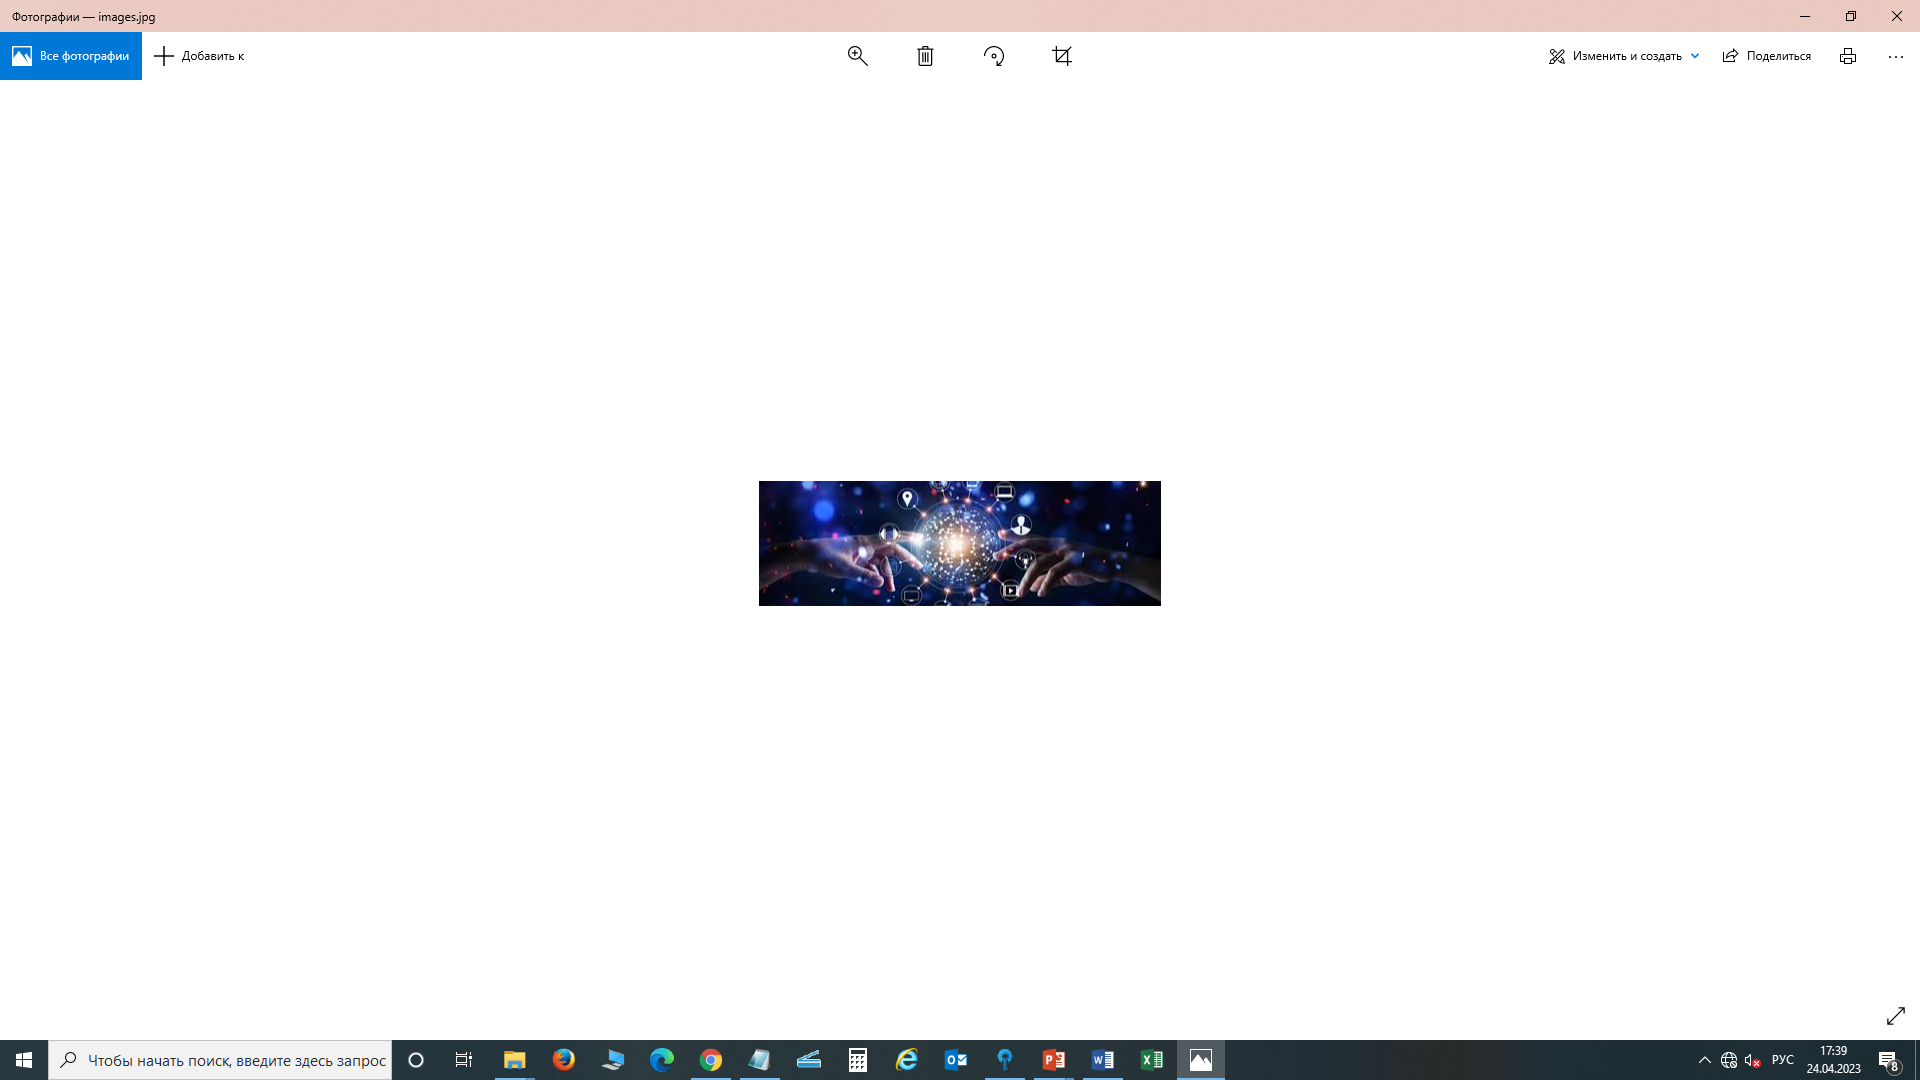 Фотографии — images.jpg
Все фотографии
Добавить к
Изменить и создать
Поделиться
Чтобы начать поиск, введите здесь запрос
РУС
17:39
24.04.2023
8